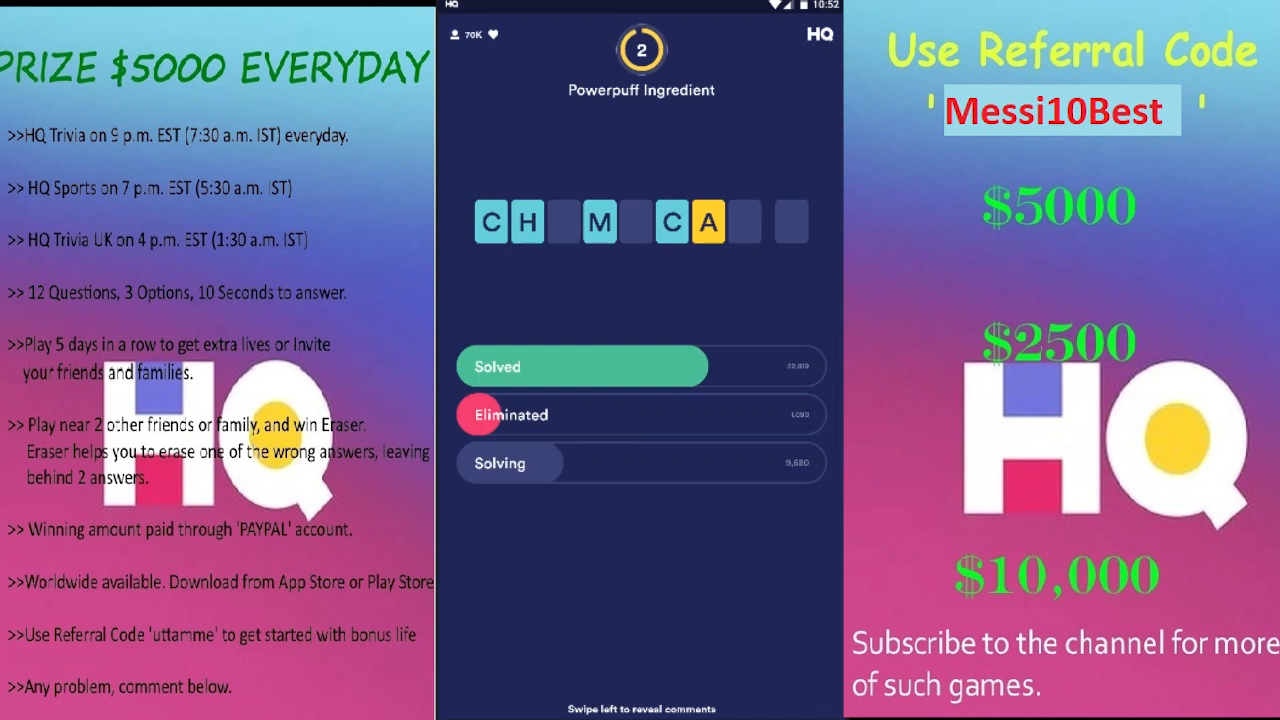 PRIZE $5000 EVERYDAY
>>HQ Trivia on 9 p.m. EST (7:30 a.m. IST) everyday.
>> HQ Sports on 7 p.m. EST (5:30 a.m. IST)
>> HQ Trivia UK on 4 p.m. EST (1:30 a.m. IST)
>> 12 Questions, 3 Options, 10 Seconds to answer.
>>Play 5 days in a row to get extra lives or Invite
your friends and families.
>> Play near 2 other friends or family, and win Eraser.
Eraser helps you to erase one of the wrong answers, leaving
behind 2 answers.
>> Winning amount paid through 'PAYPAL' account.
>>Worldwide available. Download from App Store or Play Store
>>Use Referral Code 'uttamme' to get started with bonus life
>>Any problem, comment below.
HQ
HQ
10:52
70K
2
HQ
Powerpuff Ingredient
C H M C A
Solved
Eliminated
Solving 9,680
Swipe left to reveal comments
Use Referral Code
' Messi10Best '
$5000
$2500
HQ
$10,000
Subscribe to the channel for more
of such games.